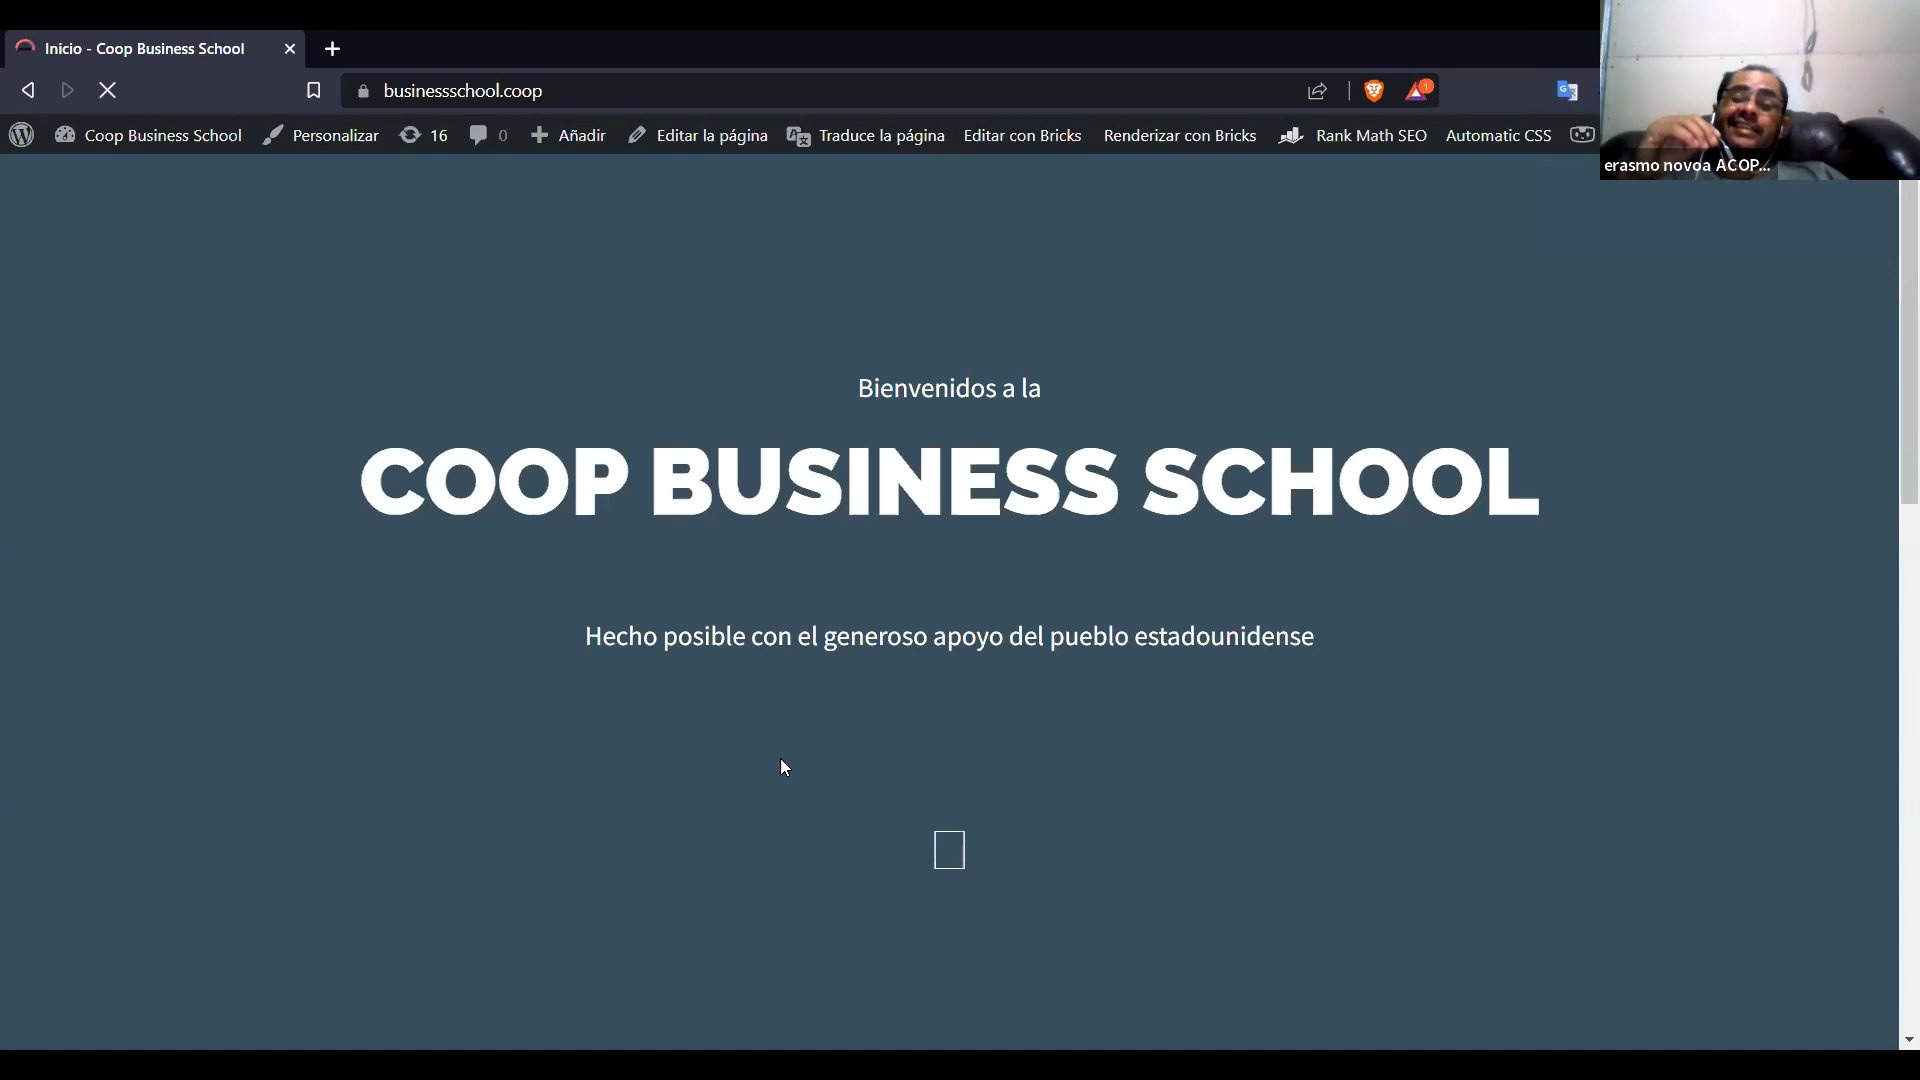 Inicio - Coop Business School
businessschool.coop
1
Coop Business School Personalizar 16 0 Añadir Editar la página Traduce la página Editar con Bricks Renderizar con Bricks Rank Math SEO Automatic CSS
erasmo novoa ACOP...
Bienvenidos a la
COOP BUSINESS SCHOOL
Hecho posible con el generoso apoyo del pueblo estadounidense